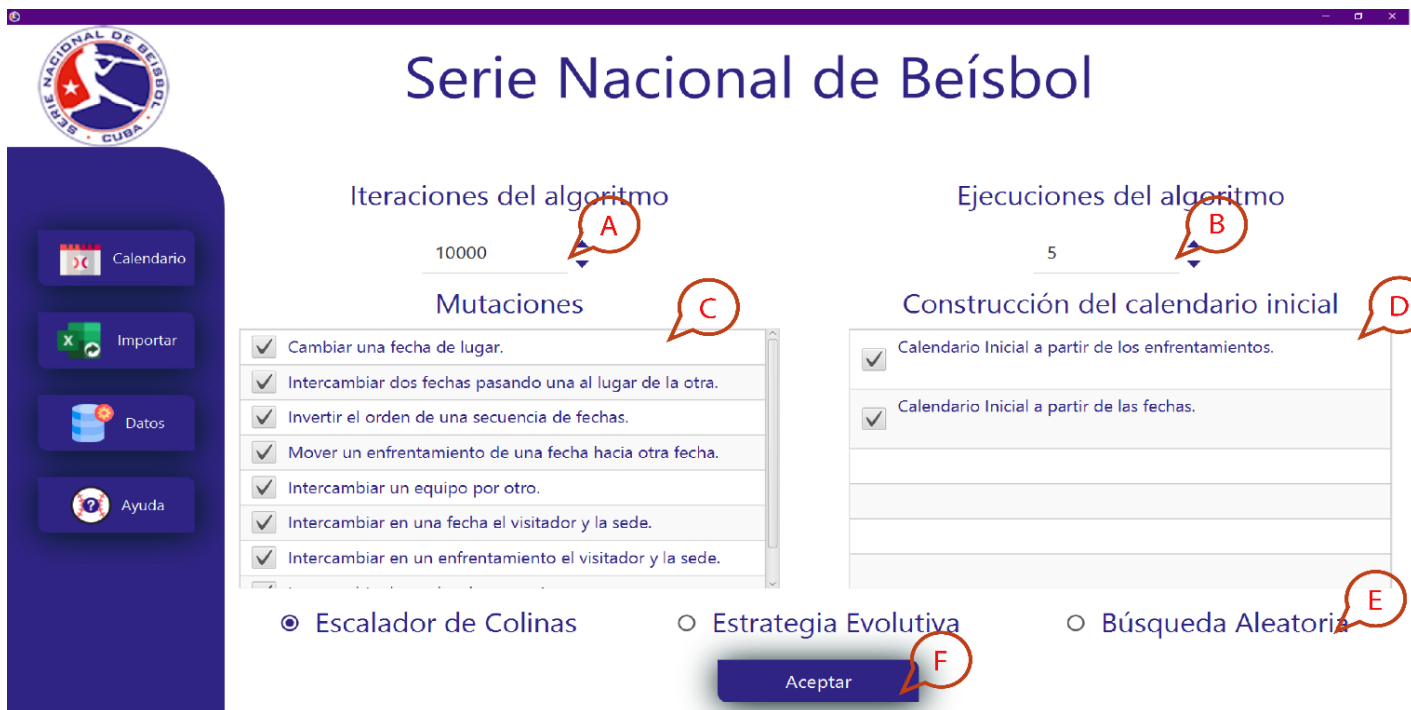 SERIE NACIONAL DE BEISBOL
CUBA
Serie Nacional de Beísbol
Calendario
Importar
Datos
Ayuda
Iteraciones del algoritmo
A
10000
Ejecuciones del algoritmo
B
5
Mutaciones
C
Cambiar una fecha de lugar.
Intercambiar dos fechas pasando una al lugar de la otra.
Invertir el orden de una secuencia de fechas.
Mover un enfrentamiento de una fecha hacia otra fecha.
Intercambiar un equipo por otro.
Intercambiar en una fecha el visitador y la sede.
Intercambiar en un enfrentamiento el visitador y la sede.
Construcción del calendario inicial
D
Calendario Inicial a partir de los enfrentamientos.
Calendario Inicial a partir de las fechas.
Escalador de Colinas
Estrategia Evolutiva
Búsqueda Aleatoria
E
Aceptar
F